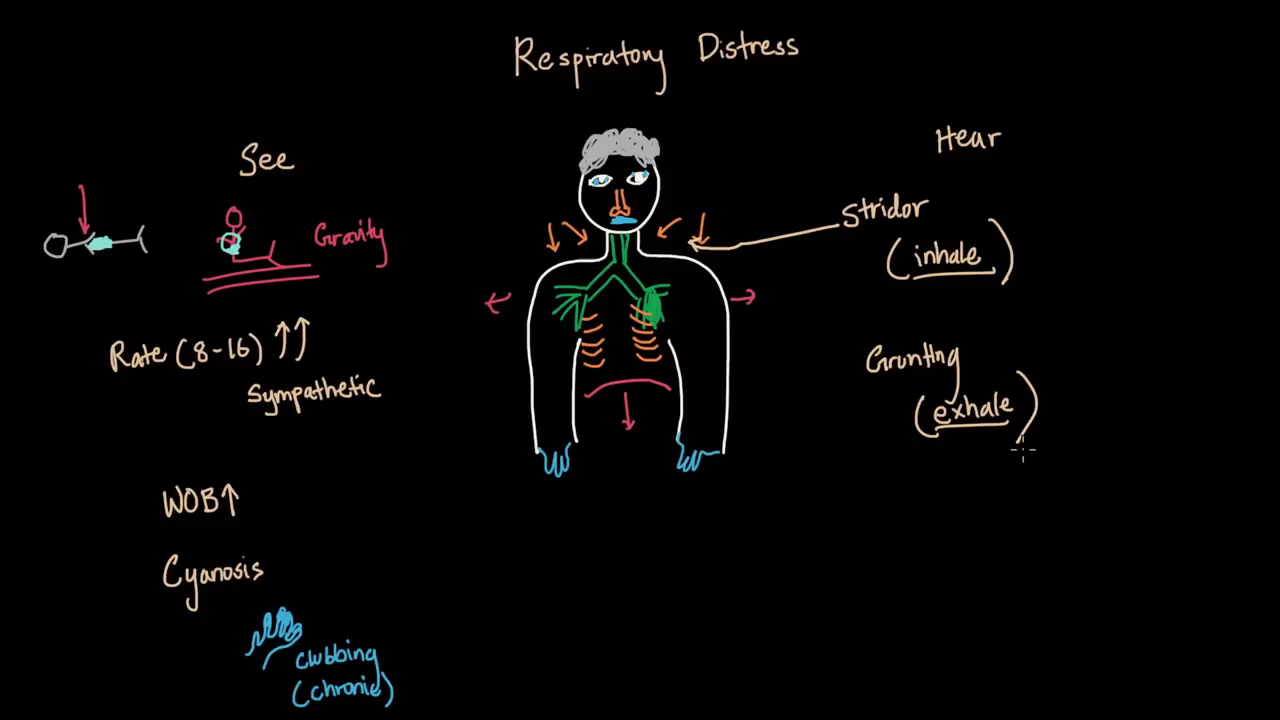 Respiratory Distress
See
Gravity
Rate (8-16) ↑↑
Sympathetic
WOB↑
Cyanosis
clubbing
(chronic)
Hear
Stridor
(inhale)
Grunting
(exhale)